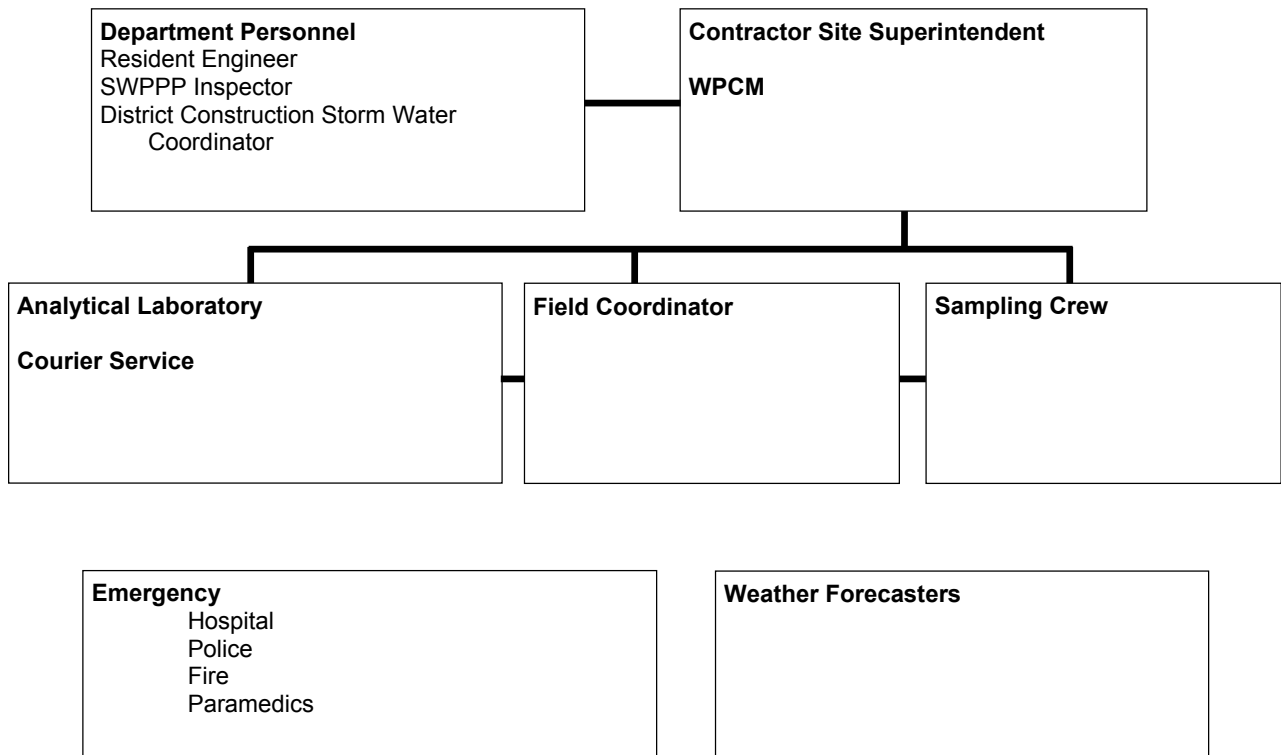 Department Personnel
Resident Engineer
SWPPP Inspector
District Construction Storm Water
Coordinator
Contractor Site Superintendent
WPCM
Analytical Laboratory
Courier Service
Field Coordinator
Sampling Crew
Emergency
Hospital
Police
Fire
Paramedics
Weather Forecasters